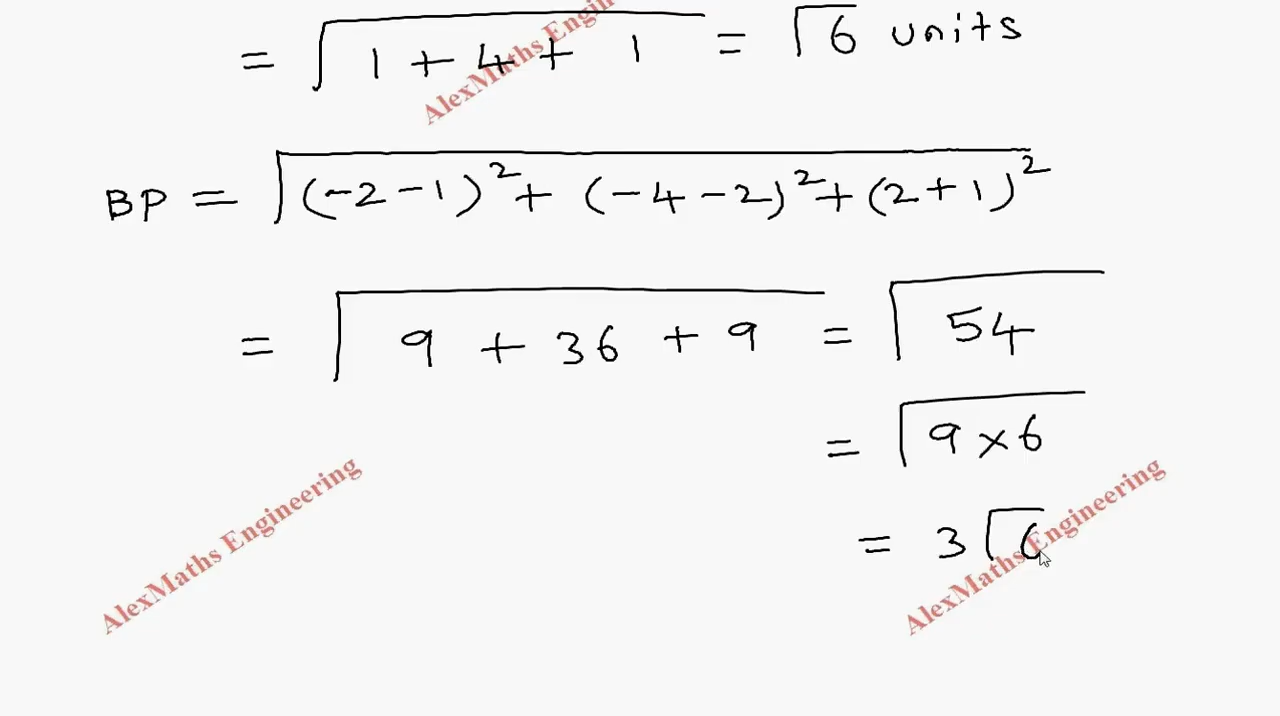 = √1 + 4 + 1 = √6 units
AlexMaths Engineering
BP = √(-2-1)² + (-4-2)² + (2+1)²
= √9 + 36 + 9 = √54
= √9 × 6
= 3√6
AlexMaths Engineering
AlexMaths Engineering